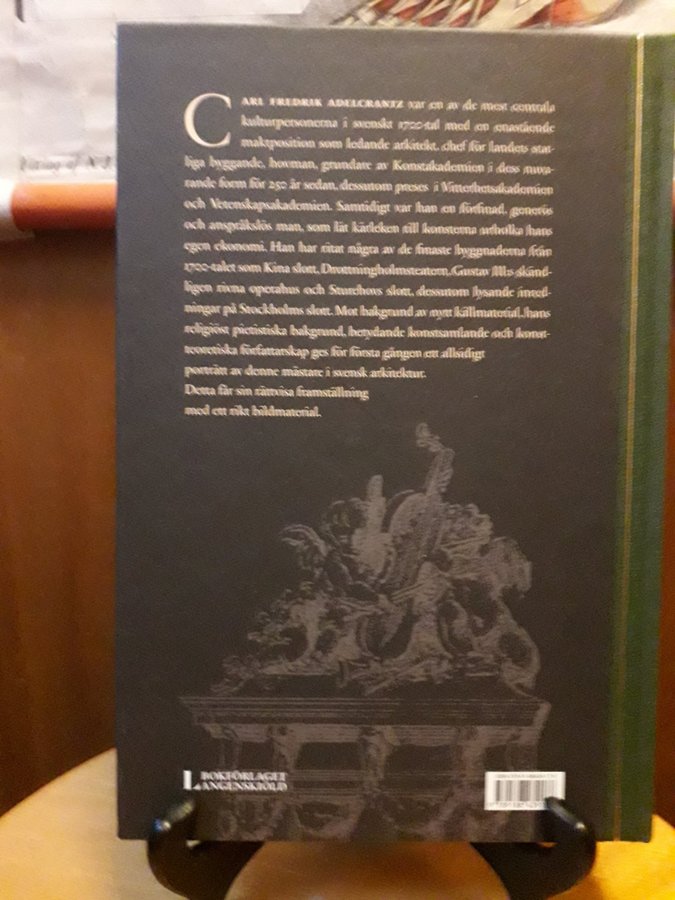 CARL FREDRIK ADELCRANTZ var en av de mest centrala
kulturpersonerna i svenskt 1700-tal med en enastående
maktposition som ledande arkitekt, chef för landets stat-
liga byggande, hovman, grundare av Konstakademien i dess nuva-
rande form för 250 år sedan, dessutom preses i Vitterhetsakademien
och Vetenskapsakademien. Samtidigt var han en förfinad, generös
och anspråkslös man, som lät kärleken till konsterna urholka hans
egen ekonomi. Han har ritat några av de finaste byggnaderna från
1700-talet som Kina slott, Drottningholmsteatern, Gustav III:s skänd-
ligen rivna operahus och Sturehovs slott, dessutom lysande inred-
ningar på Stockholms slott. Mot bakgrund av nytt källmaterial, hans
religiöst pietistiska bakgrund, betydande konstsamlande och konst-
teoretiska författarskap ges för första gången ett allsidigt
porträtt av denne mästare i svensk arkitektur.
Detta får sin rättvisa framställning
med ett rikt bildmaterial.
BOKFÖRLAGET
LANGENSKIÖLD